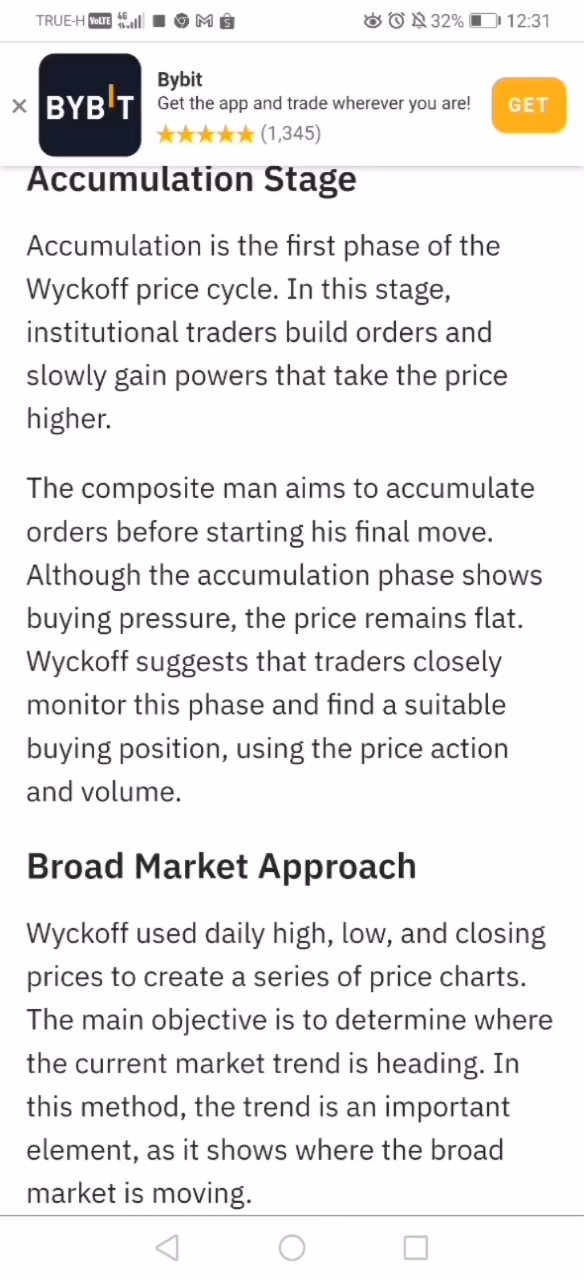 TRUE-H VoLTE 4G 32% 12:31
Bybit
BYBIT Get the app and trade wherever you are! GET
(1,345)
Accumulation Stage
Accumulation is the first phase of the
Wyckoff price cycle. In this stage,
institutional traders build orders and
slowly gain powers that take the price
higher.
The composite man aims to accumulate
orders before starting his final move.
Although the accumulation phase shows
buying pressure, the price remains flat.
Wyckoff suggests that traders closely
monitor this phase and find a suitable
buying position, using the price action
and volume.
Broad Market Approach
Wyckoff used daily high, low, and closing
prices to create a series of price charts.
The main objective is to determine where
the current market trend is heading. In
this method, the trend is an important
element, as it shows where the broad
market is moving.